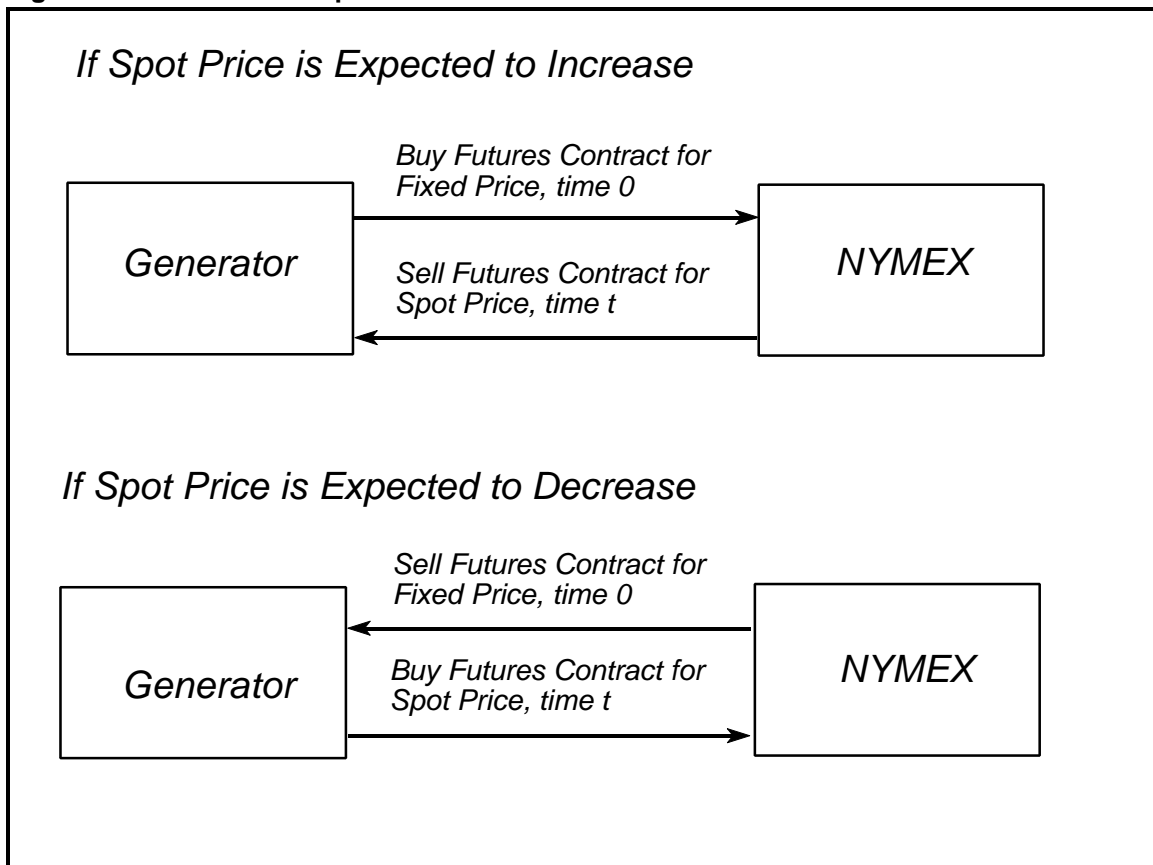 If Spot Price is Expected to Increase
Buy Futures Contract for
Fixed Price, time 0
Generator
NYMEX
Sell Futures Contract for
Spot Price, time t
If Spot Price is Expected to Decrease
Sell Futures Contract for
Fixed Price, time 0
Generator
NYMEX
Buy Futures Contract for
Spot Price, time t